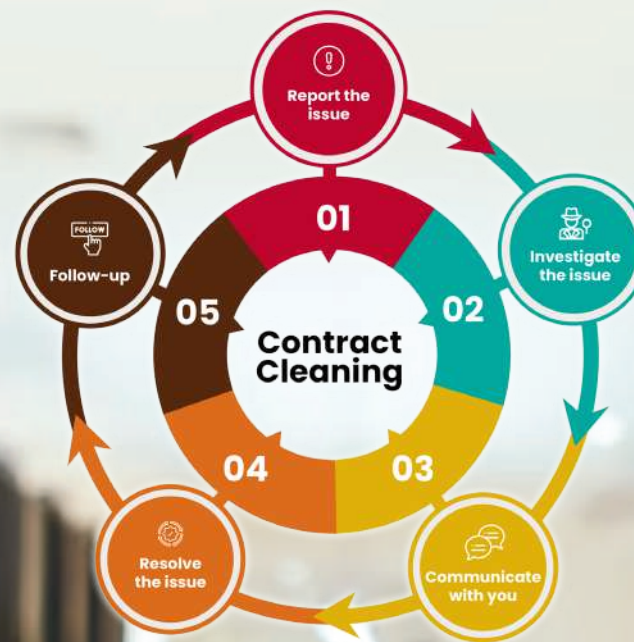 Report the
issue
01
Investigate
the issue
02
Communicate
with you
03
Resolve
the issue
04
FOLLOW
Follow-up
05
Contract
Cleaning